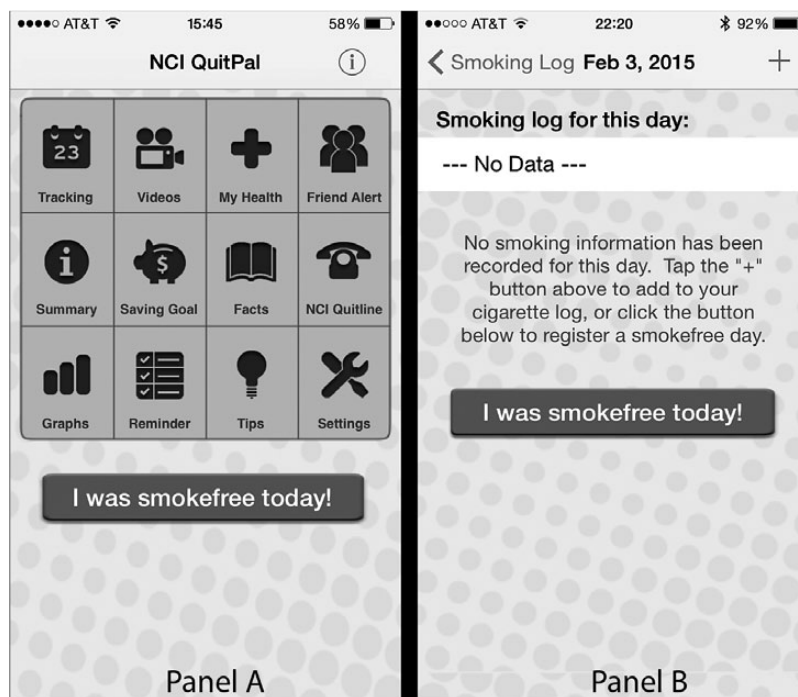 AT&T 15:45 58%
NCI QuitPal
23
Tracking Videos My Health Friend Alert
Summary Saving Goal Facts NCI Quitline
Graphs Reminder Tips Settings
I was smokefree today!
Panel A
AT&T 22:20 92%
Smoking Log Feb 3, 2015 +
Smoking log for this day:
--- No Data ---
No smoking information has been
recorded for this day. Tap the "+"
button above to add to your
cigarette log, or click the button
below to register a smokefree day.
I was smokefree today!
Panel B